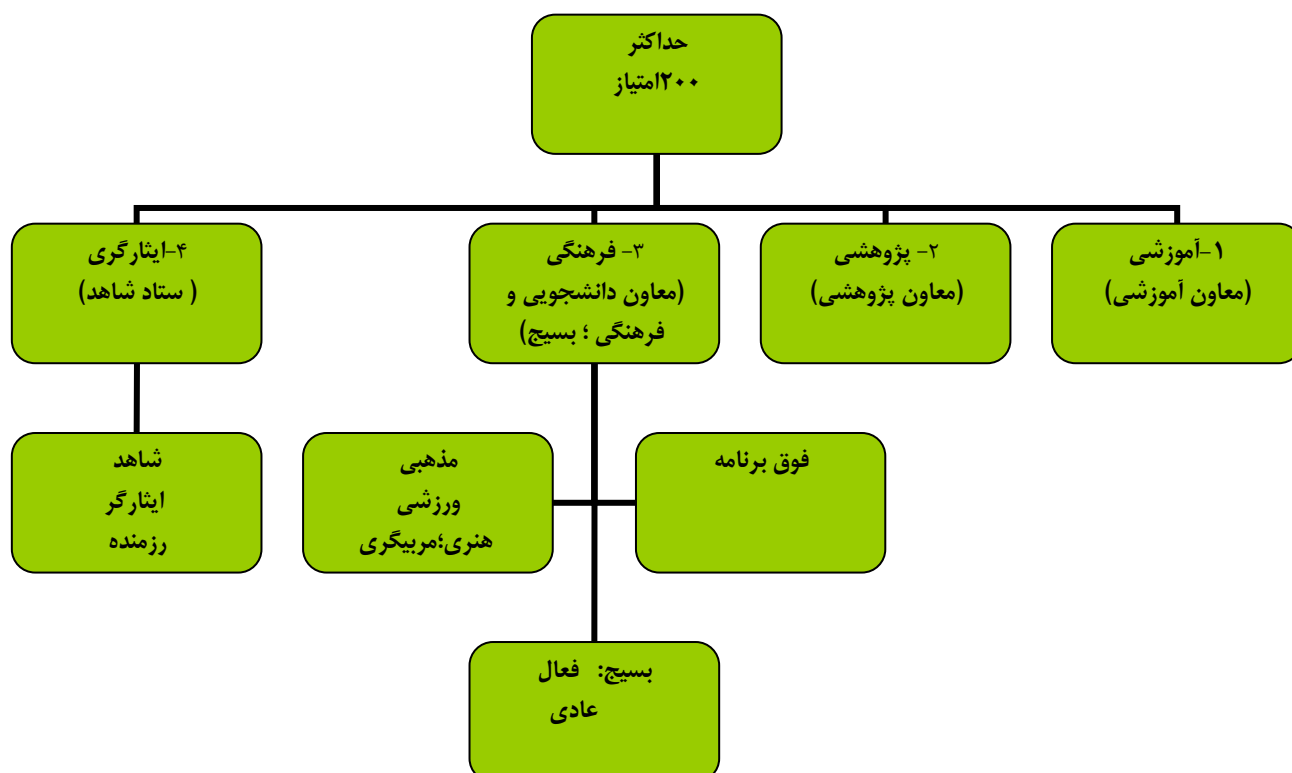 حداکثر
۲۰۰امتیاز
۱-آموزشی
(معاون آموزشی)
۲- پژوهشی
(معاون پژوهشی)
۳- فرهنگی
(معاون دانشجویی و
فرهنگی ؛ بسیج)
۴-ایثارگری
( ستاد شاهد)
فوق برنامه
مذهبی
ورزشی
هنری؛مربیگری
شاهد
ایثارگر
رزمنده
بسیج: فعال
عادی